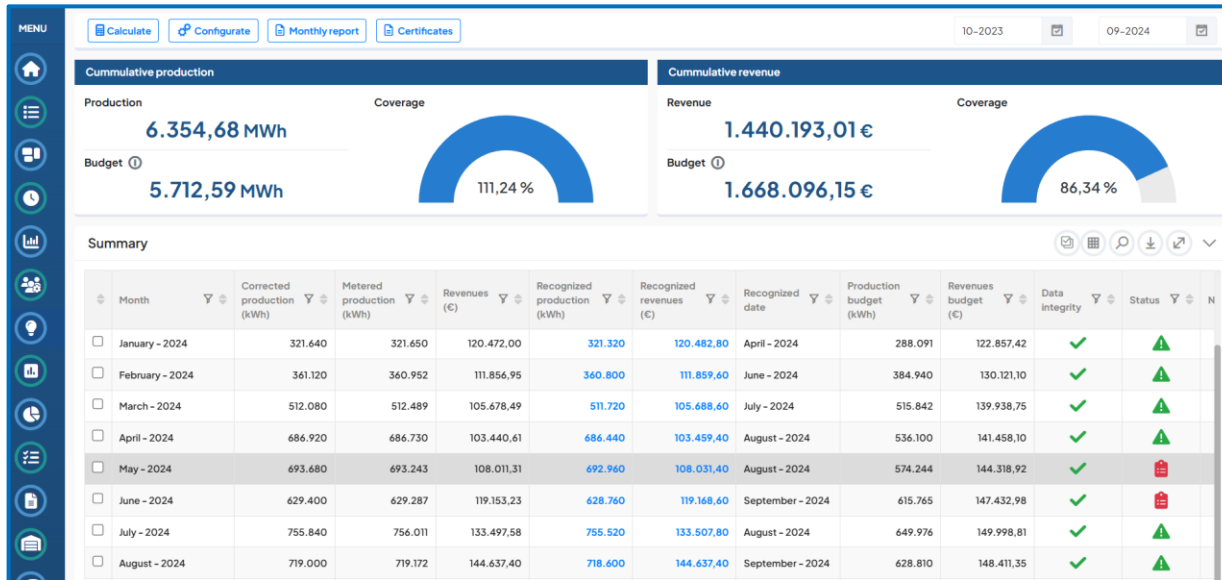 MENU
Calculate Configurate Monthly report Certificates 10-2023 09-2024
Cummulative production Cummulative revenue
Production Coverage Revenue Coverage
6.354,68 MWh 1.440.193,01 €
Budget Budget
5.712,59 MWh 111,24 % 1.668.096,15 € 86,34 %
Summary
Month Corrected production (kWh) Metered production (kWh) Revenues (€) Recognized production (kWh) Recognized revenues (€) Recognized date Production budget (kWh) Revenues budget (€) Data integrity Status N
January - 2024 321.640 321.650 120.472,00 321.320 120.482,80 April - 2024 288.091 122.857,42
February - 2024 361.120 360.952 111.856,95 360.800 111.859,60 June - 2024 384.940 130.121,10
March - 2024 512.080 512.489 105.678,49 511.720 105.688,60 July - 2024 515.842 139.938,75
April - 2024 686.920 686.730 103.440,61 686.440 103.459,40 August - 2024 536.100 141.458,10
May - 2024 693.680 693.243 108.011,31 692.960 108.031,40 August - 2024 574.244 144.318,92
June - 2024 629.400 629.287 119.153,23 628.760 119.168,60 September - 2024 615.765 147.432,98
July - 2024 755.840 756.011 133.497,58 755.520 133.507,80 August - 2024 649.976 149.998,81
August - 2024 719.000 719.172 144.637,40 718.600 144.637,40 September - 2024 628.810 148.411,35